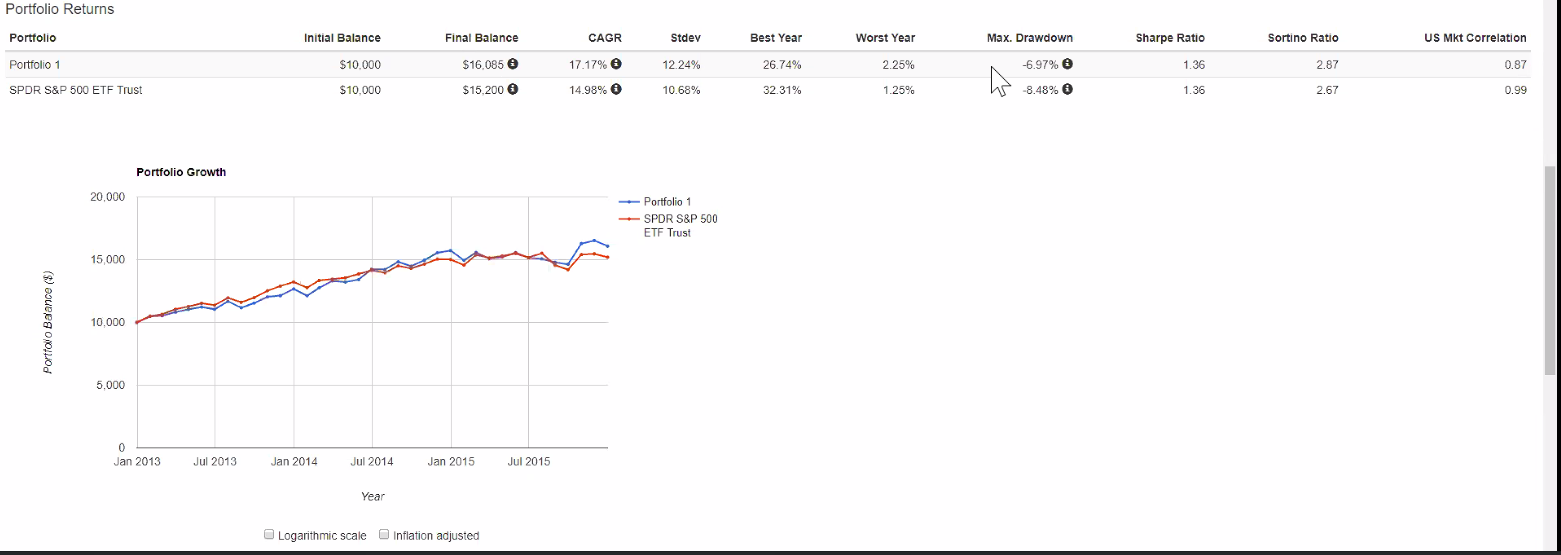 Portfolio Returns
Portfolio Initial Balance Final Balance CAGR Stdev Best Year Worst Year Max. Drawdown Sharpe Ratio Sortino Ratio US Mkt Correlation
Portfolio 1 $10,000 $16,085 17.17% 12.24% 26.74% 2.25% -6.97% 1.36 2.87 0.87
SPDR S&P 500 ETF Trust $10,000 $15,200 14.98% 10.68% 32.31% 1.25% -8.48% 1.36 2.67 0.99
Portfolio Growth
20,000
15,000
10,000
5,000
0
Portfolio Balance ($)
Jan 2013 Jul 2013 Jan 2014 Jul 2014 Jan 2015 Jul 2015
Year
Portfolio 1
SPDR S&P 500
ETF Trust
Logarithmic scale Inflation adjusted